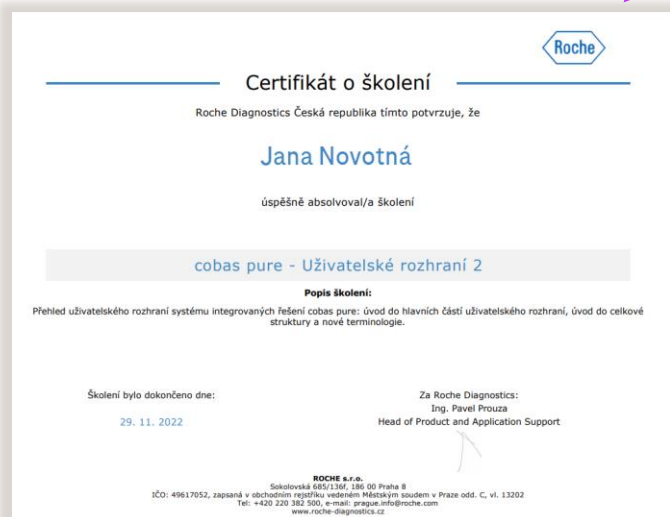 Roche
Certifikát o školení
Roche Diagnostics Česká republika tímto potvrzuje, že
Jana Novotná
úspěšně absolvoval/a školení
cobas pure - Uživatelské rozhraní 2
Popis školení:
Přehled uživatelského rozhraní systému integrovaných řešení cobas pure: úvod do hlavních částí uživatelského rozhraní, úvod do celkové
struktury a nové terminologie.
Školení bylo dokončeno dne:
29. 11. 2022
Za Roche Diagnostics:
Ing. Pavel Prouza
Head of Product and Application Support
ROCHE s.r.o.
Sokolovská 685/136f, 186 00 Praha 8
IČO: 49617052, zapsaná v obchodním rejstříku vedeném Městským soudem v Praze odd. C, vl. 13202
Tel: +420 220 382 500, e-mail: prague.info@roche.com
www.roche-diagnostics.cz